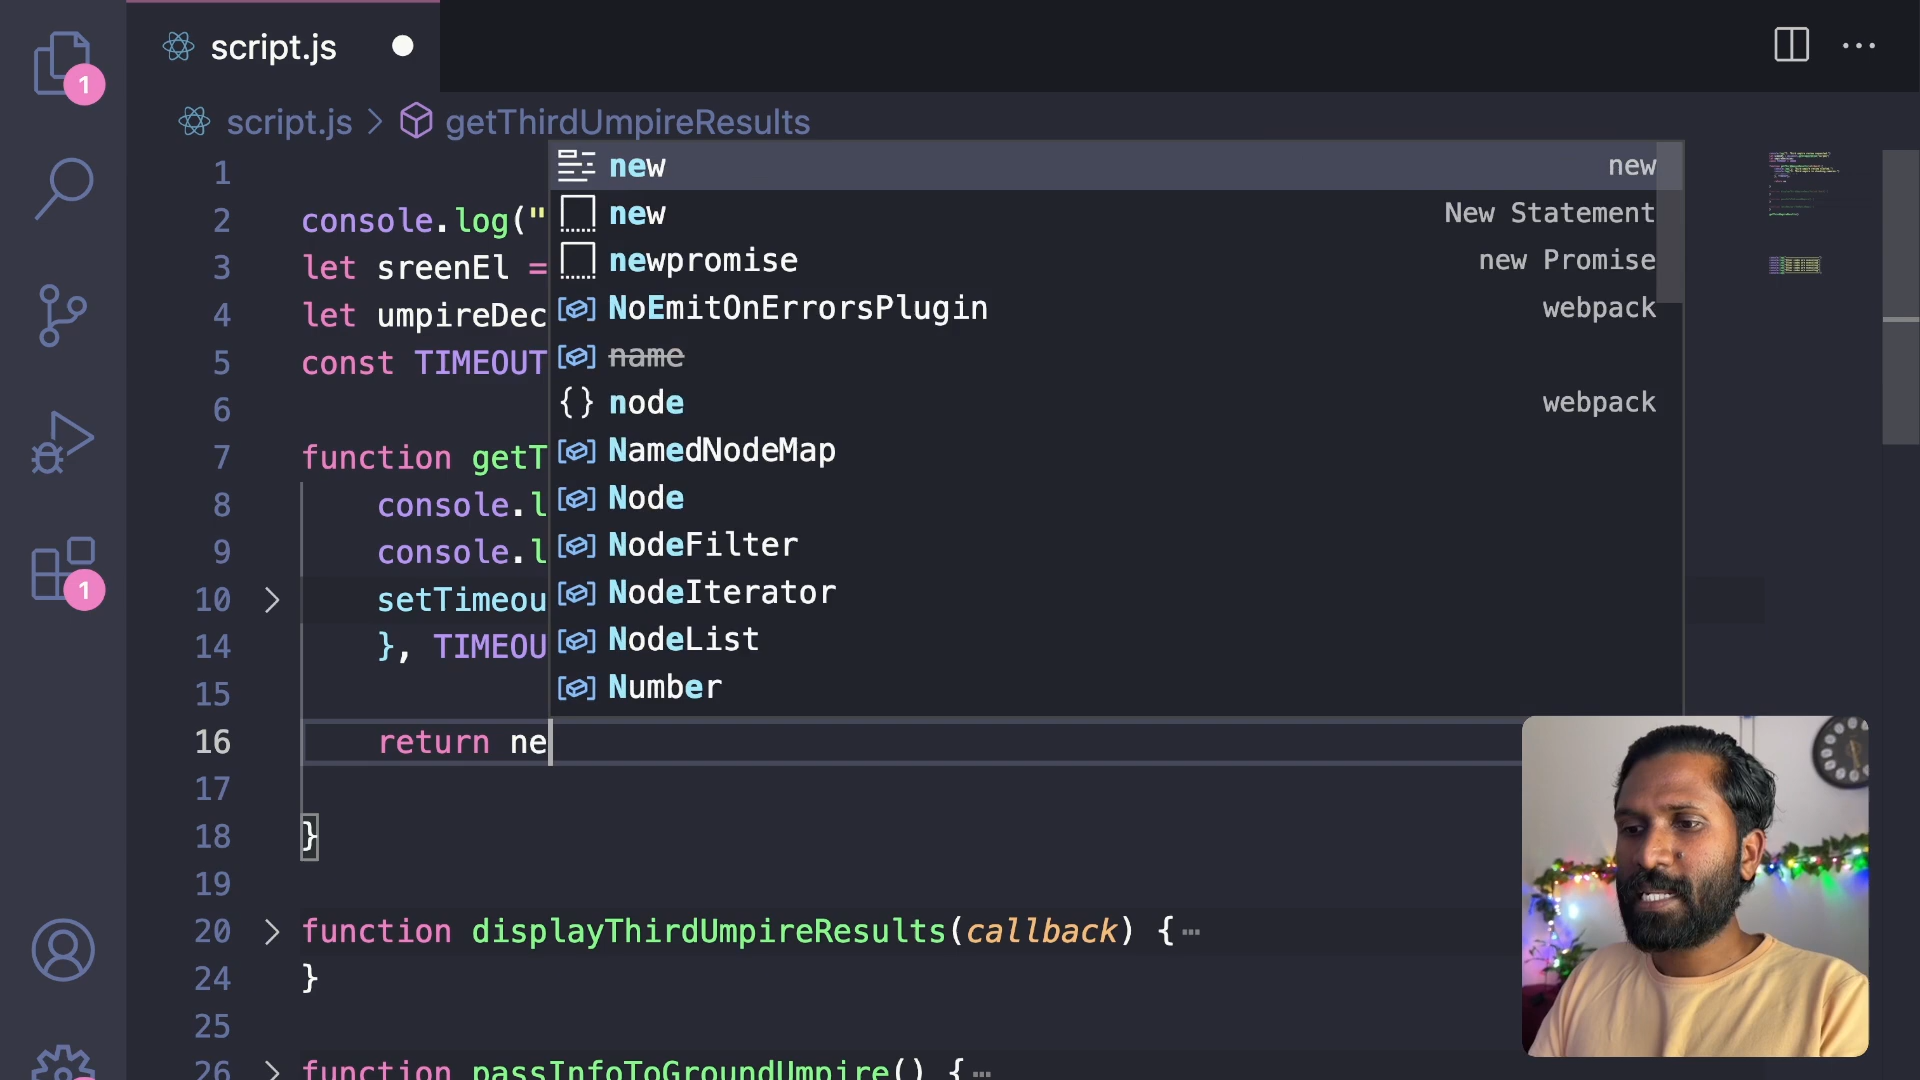 script.js
1
script.js > getThirdUmpireResults
1
2 console.log("
3 let sreenEl =
4 let umpireDec
5 const TIMEOUT
6
7 function getT
8 console.l
9 console.l
10 setTimeou
14 }, TIMEOU
15
16 return ne
17
18 }
19
20 function displayThirdUmpireResults(callback) {…
24 }
25
26 function passInfoToGroundUmpire() {…
new new
new New Statement
newpromise new Promise
NoEmitOnErrorsPlugin webpack
name
node webpack
NamedNodeMap
Node
NodeFilter
NodeIterator
NodeList
Number
1